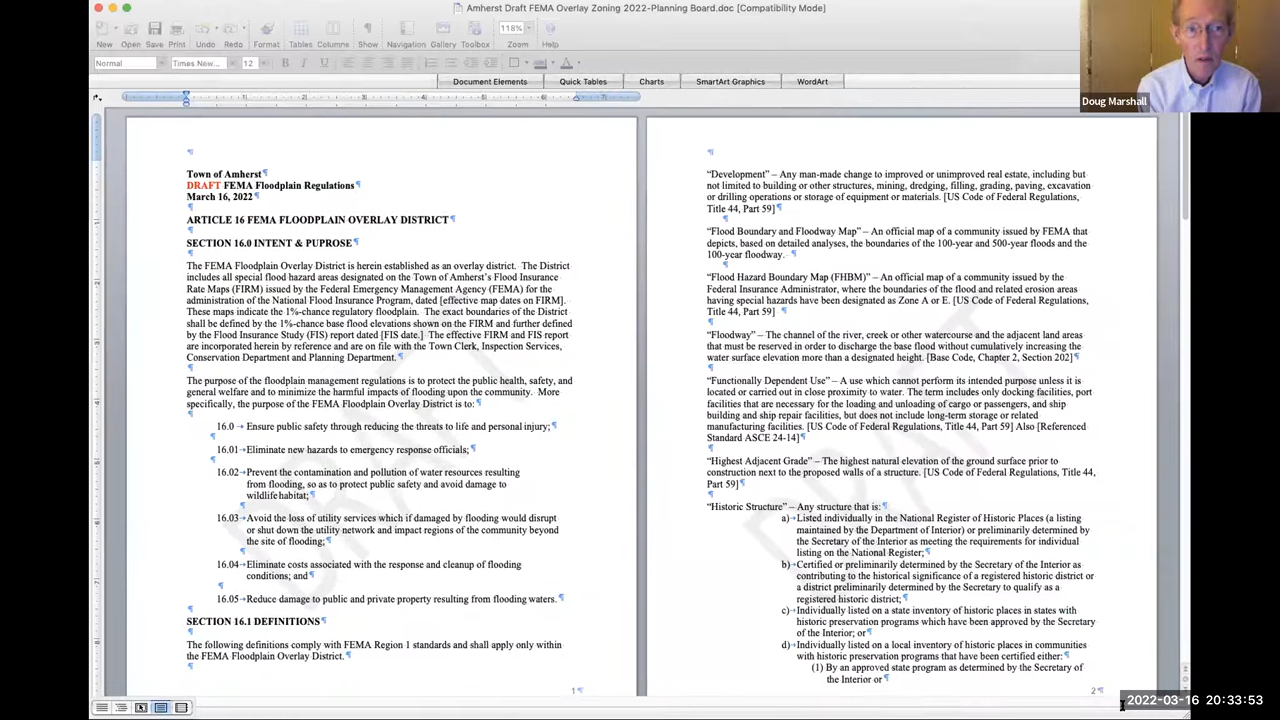 Amherst Draft FEMA Overlay Zoning 2022-Planning Board.doc [Compatibility Mode]
New Open Save Print Undo Redo Format Tables Columns Show Navigation Gallery Toolbox Zoom Help
118%
Normal Times New... 12
Document Elements Quick Tables Charts SmartArt Graphics WordArt
Doug Marshall
Town of Amherst
DRAFT FEMA Floodplain Regulations
March 16, 2022
ARTICLE 16 FEMA FLOODPLAIN OVERLAY DISTRICT
SECTION 16.0 INTENT & PUPROSE
The FEMA Floodplain Overlay District is herein established as an overlay district. The District
includes all special flood hazard areas designated on the Town of Amherst's Flood Insurance
Rate Maps (FIRM) issued by the Federal Emergency Management Agency (FEMA) for the
administration of the National Flood Insurance Program, dated [effective map dates on FIRM].
These maps indicate the 1%-chance regulatory floodplain. The exact boundaries of the District
shall be defined by the 1%-chance base flood elevations shown on the FIRM and further defined
by the Flood Insurance Study (FIS) report dated [FIS date.] The effective FIRM and FIS report
are incorporated herein by reference and are on file with the Town Clerk, Inspection Services,
Conservation Department and Planning Department.
The purpose of the floodplain management regulations is to protect the public health, safety, and
general welfare and to minimize the harmful impacts of flooding upon the community. More
specifically, the purpose of the FEMA Floodplain Overlay District is to:
16.0 Ensure public safety through reducing the threats to life and personal injury;
16.01 Eliminate new hazards to emergency response officials;
16.02 Prevent the contamination and pollution of water resources resulting
from flooding, so as to protect public safety and avoid damage to
wildlife habitat;
16.03 Avoid the loss of utility services which if damaged by flooding would disrupt
or shut down the utility network and impact regions of the community beyond
the site of flooding;
16.04 Eliminate costs associated with the response and cleanup of flooding
conditions; and
16.05 Reduce damage to public and private property resulting from flooding waters.
SECTION 16.1 DEFINITIONS
The following definitions comply with FEMA Region 1 standards and shall apply only within
the FEMA Floodplain Overlay District.
1
"Development" – Any man-made change to improved or unimproved real estate, including but
not limited to building or other structures, mining, dredging, filling, grading, paving, excavation
or drilling operations or storage of equipment or materials. [US Code of Federal Regulations,
Title 44, Part 59]
"Flood Boundary and Floodway Map" – An official map of a community issued by FEMA that
depicts, based on detailed analyses, the boundaries of the 100-year and 500-year floods and the
100-year floodway.
"Flood Hazard Boundary Map (FHBM)" – An official map of a community issued by the
Federal Insurance Administrator, where the boundaries of the flood and related erosion areas
having special hazards have been designated as Zone A or E. [US Code of Federal Regulations,
Title 44, Part 59]
"Floodway" – The channel of the river, creek or other watercourse and the adjacent land areas
that must be reserved in order to discharge the base flood without cumulatively increasing the
water surface elevation more than a designated height. [Base Code, Chapter 2, Section 202]
"Functionally Dependent Use" – A use which cannot perform its intended purpose unless it is
located or carried out in close proximity to water. The term includes only docking facilities, port
facilities that are necessary for the loading and unloading of cargo or passengers, and ship
building and ship repair facilities, but does not include long-term storage or related
manufacturing facilities. [US Code of Federal Regulations, Title 44, Part 59] Also [Referenced
Standard ASCE 24-14]
"Highest Adjacent Grade" – The highest natural elevation of the ground surface prior to
construction next to the proposed walls of a structure. [US Code of Federal Regulations, Title 44,
Part 59]
"Historic Structure" – Any structure that is:
a) Listed individually in the National Register of Historic Places (a listing
maintained by the Department of Interior) or preliminarily determined by
the Secretary of the Interior as meeting the requirements for individual
listing on the National Register;
b) Certified or preliminarily determined by the Secretary of the Interior as
contributing to the historical significance of a registered historic district or
a district preliminarily determined by the Secretary to qualify as a
registered historic district;
c) Individually listed on a state inventory of historic places in states with
historic preservation programs which have been approved by the Secretary
of the Interior; or
d) Individually listed on a local inventory of historic places in communities
with historic preservation programs that have been certified either:
(1) By an approved state program as determined by the Secretary of
the Interior or
2
DRAFT
DRAFT
2022-03-16 20:33:53